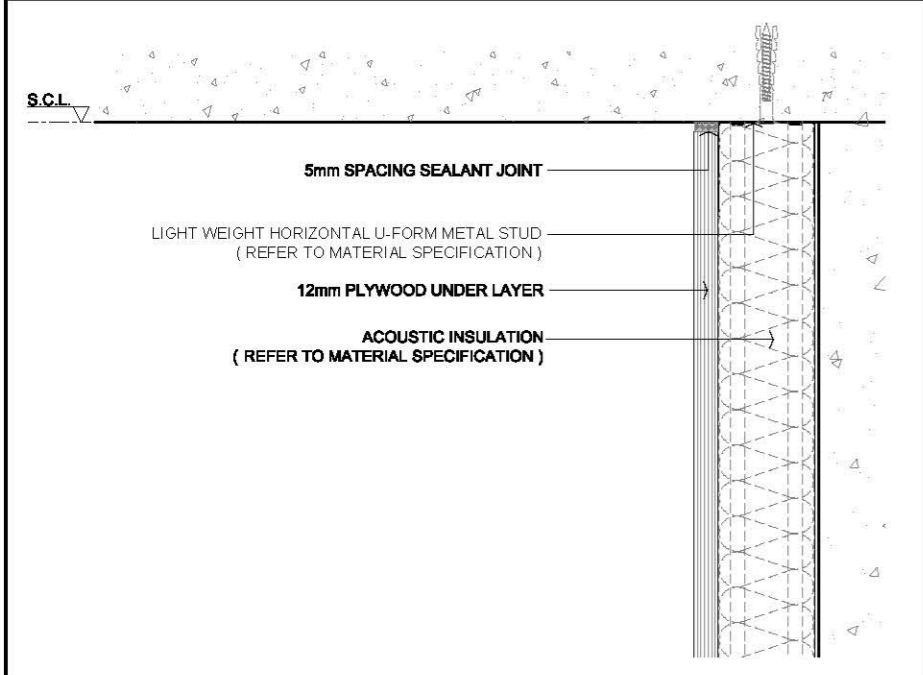 S.C.L.
5mm SPACING SEALANT JOINT
LIGHT WEIGHT HORIZONTAL U-FORM METAL STUD
( REFER TO MATERIAL SPECIFICATION )
12mm PLYWOOD UNDER LAYER
ACOUSTIC INSULATION
( REFER TO MATERIAL SPECIFICATION )